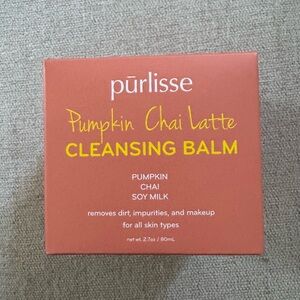 pūrlisse
Pumpkin Chai Latte
CLEANSING BALM
PUMPKIN
CHAI
SOY MILK
removes dirt, impurities, and makeup
for all skin types
net wt. 2.7oz / 80mL